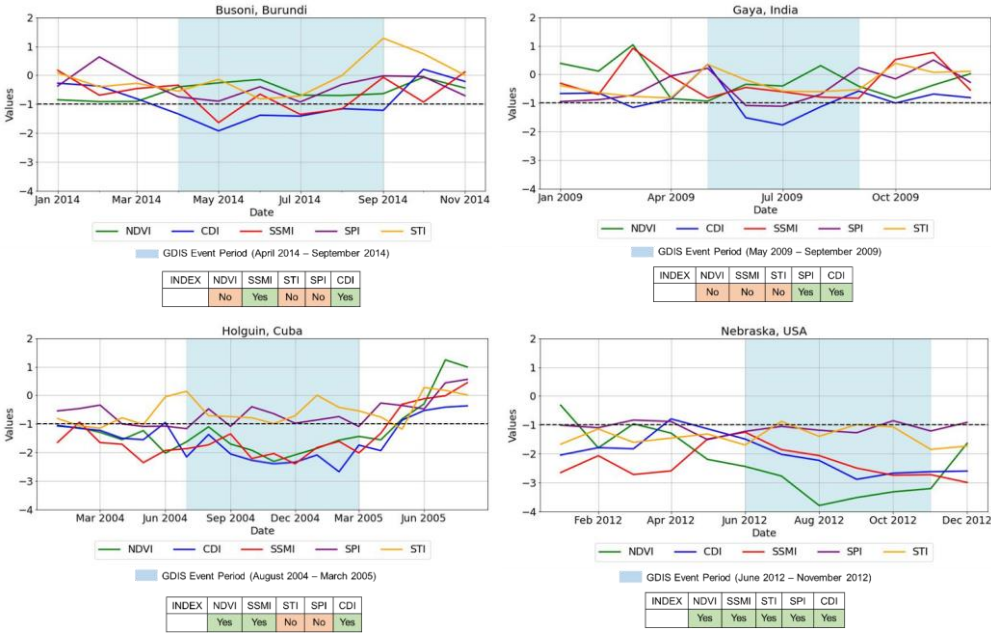 Busoni, Burundi
Values
2
1
0
−1
−2
−3
−4
Jan 2014 Mar 2014 May 2014 Jul 2014 Sep 2014 Nov 2014
Date
NDVI CDI SSMI SPI STI
GDIS Event Period (April 2014 – September 2014)
INDEX NDVI SSMI STI SPI CDI
No Yes No No Yes
Gaya, India
Values
2
1
0
−1
−2
−3
−4
Jan 2009 Apr 2009 Jul 2009 Oct 2009
Date
NDVI CDI SSMI SPI STI
GDIS Event Period (May 2009 – September 2009)
INDEX NDVI SSMI STI SPI CDI
No No No Yes Yes
Holguin, Cuba
Values
2
1
0
−1
−2
−3
−4
Mar 2004 Jun 2004 Sep 2004 Dec 2004 Mar 2005 Jun 2005
Date
NDVI CDI SSMI SPI STI
GDIS Event Period (August 2004 – March 2005)
INDEX NDVI SSMI STI SPI CDI
Yes Yes No No Yes
Nebraska, USA
Values
2
1
0
−1
−2
−3
−4
Feb 2012 Apr 2012 Jun 2012 Aug 2012 Oct 2012 Dec 2012
Date
NDVI CDI SSMI SPI STI
GDIS Event Period (June 2012 – November 2012)
INDEX NDVI SSMI STI SPI CDI
Yes Yes Yes Yes Yes